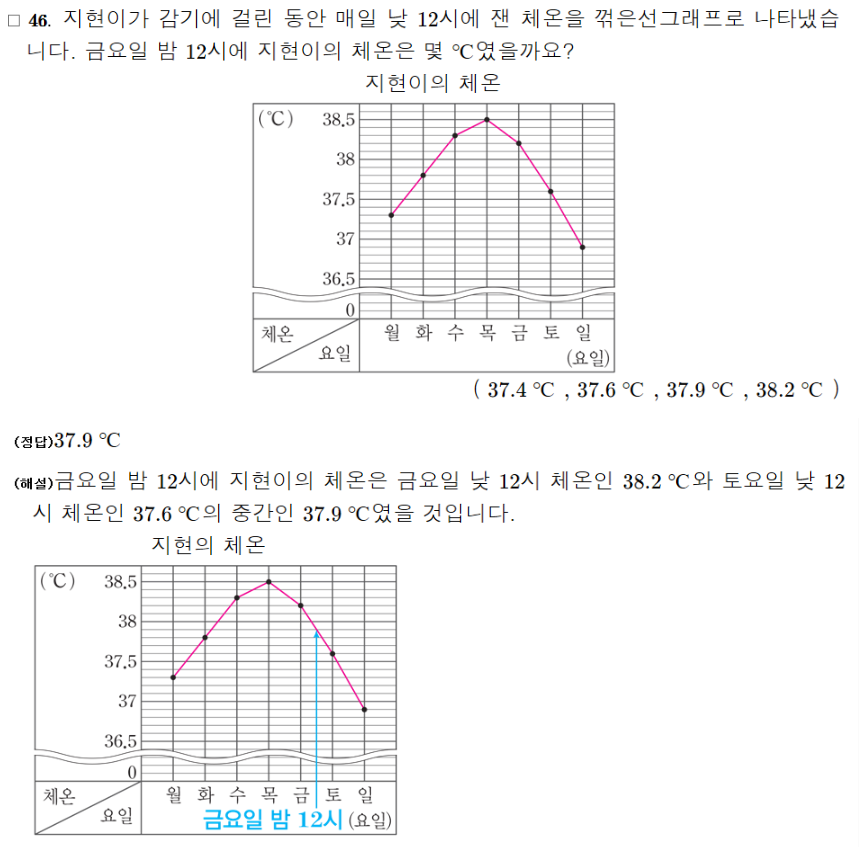 □ 46. 지현이가 감기에 걸린 동안 매일 낮 12시에 잰 체온을 꺾은선그래프로 나타냈습
니다. 금요일 밤 12시에 지현이의 체온은 몇 ℃였을까요?
지현이의 체온
(℃)
38.5
38
37.5
37
36.5
0
체온
요일
월 화 수 목 금 토 일
(요일)
( 37.4 ℃ , 37.6 ℃ , 37.9 ℃ , 38.2 ℃ )
(정답)37.9 ℃
(해설)금요일 밤 12시에 지현이의 체온은 금요일 낮 12시 체온인 38.2 ℃와 토요일 낮 12
시 체온인 37.6 ℃의 중간인 37.9 ℃였을 것입니다.
지현의 체온
(℃)
38.5
38
37.5
37
36.5
0
체온
요일
월 화 수 목 금 토 일
금요일 밤 12시 (요일)